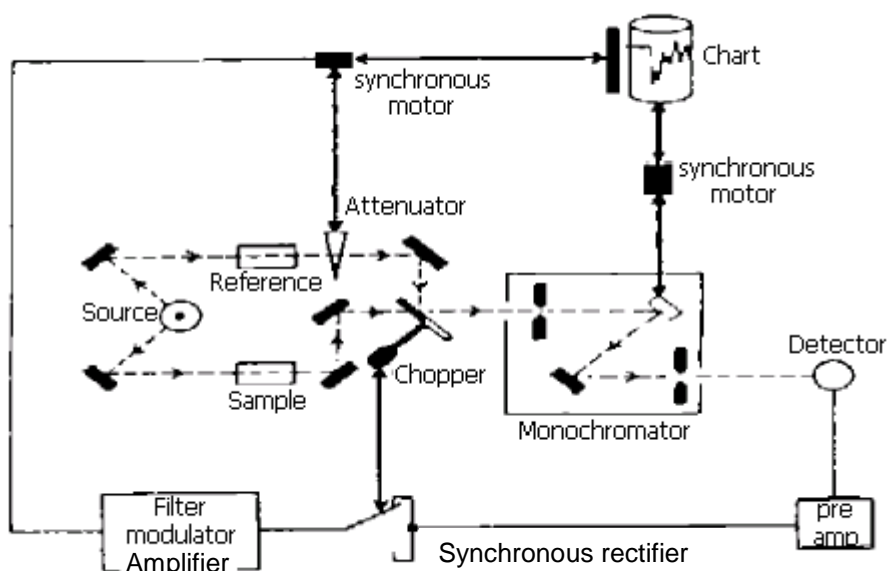 synchronous
motor
Chart
synchronous
motor
Attenuator
Reference
Source
Sample
Chopper
Monochromator
Detector
Filter
modulator
Amplifier
Synchronous rectifier
pre
amp